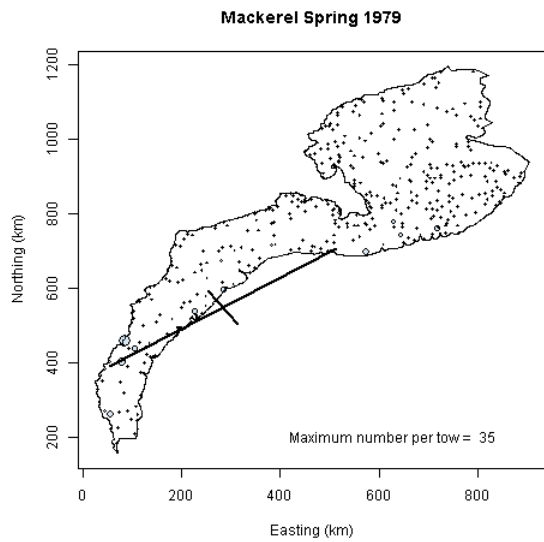 Mackerel Spring 1979
1200
1000
800
600
400
200
Northing (km)
Maximum number per tow = 35
0 200 400 600 800
Easting (km)